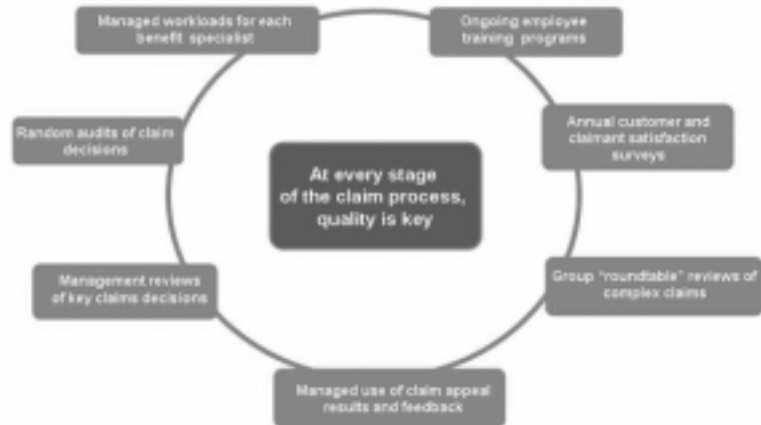 Managed workloads for each
benefit specialist
Ongoing employee
training programs
Random audits of claim
decisions
Annual customer and
claimant satisfaction
surveys
At every stage
of the claim process,
quality is key
Management reviews
of key claims decisions
Group "roundtable" reviews of
complex claims
Managed use of claim appeal
results and feedback